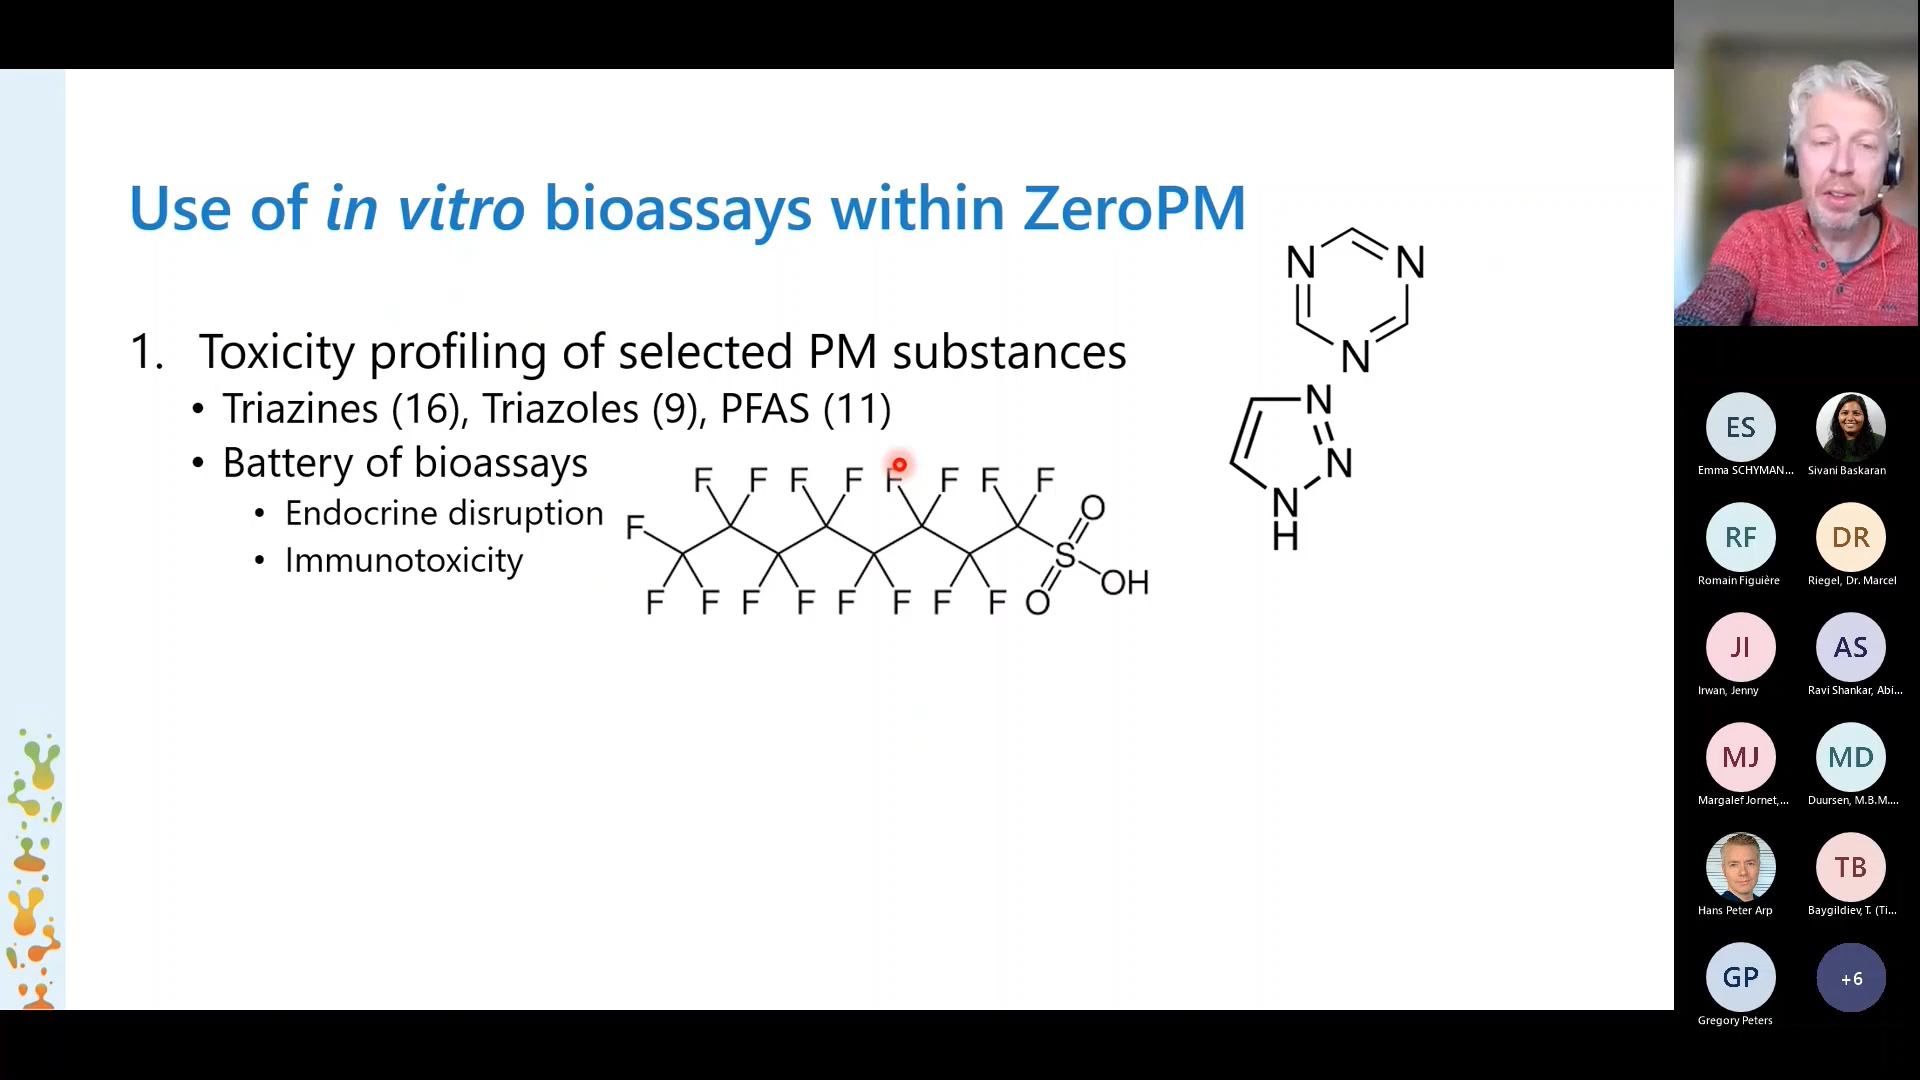 Use of in vitro bioassays within ZeroPM
1. Toxicity profiling of selected PM substances
• Triazines (16), Triazoles (9), PFAS (11)
• Battery of bioassays
• Endocrine disruption
• Immunotoxicity
N N
N
N
N
N
H
F F F F F F F F
F
O
S
OH
F F F F F F F F O
ES
Emma SCHYMAN...
Sivani Baskaran
RF
Romain Figuière
DR
Riegel, Dr. Marcel
JI
Irwan, Jenny
AS
Ravi Shankar, Abi...
MJ
Margalef Jornet,...
MD
Duursen, M.B.M....
Hans Peter Arp
TB
Baygildiev, T. (Ti...
GP
Gregory Peters
+6